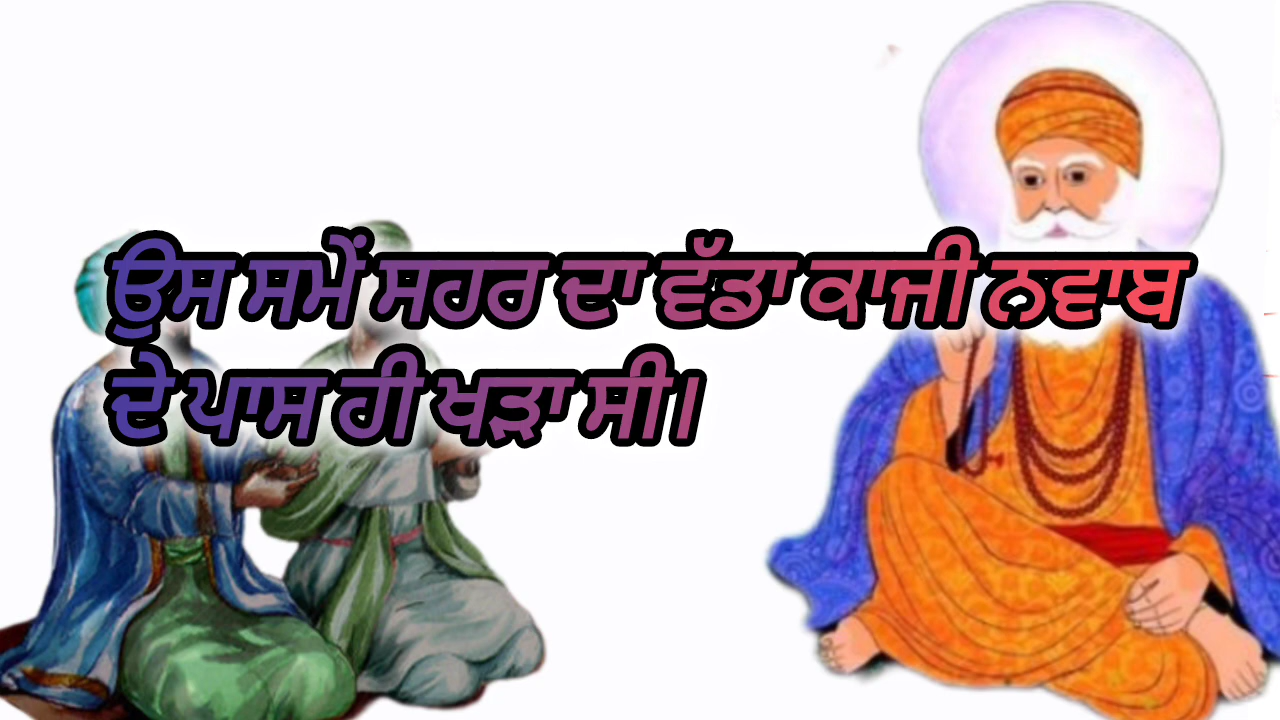 ਉਸ ਸਮੇਂ ਸਹਰ ਦਾ ਵੱਡਾ ਕਾਜੀ ਨਵਾਬ
ਦੇ ਪਾਸ ਹੀ ਖੜਾ ਸੀ।